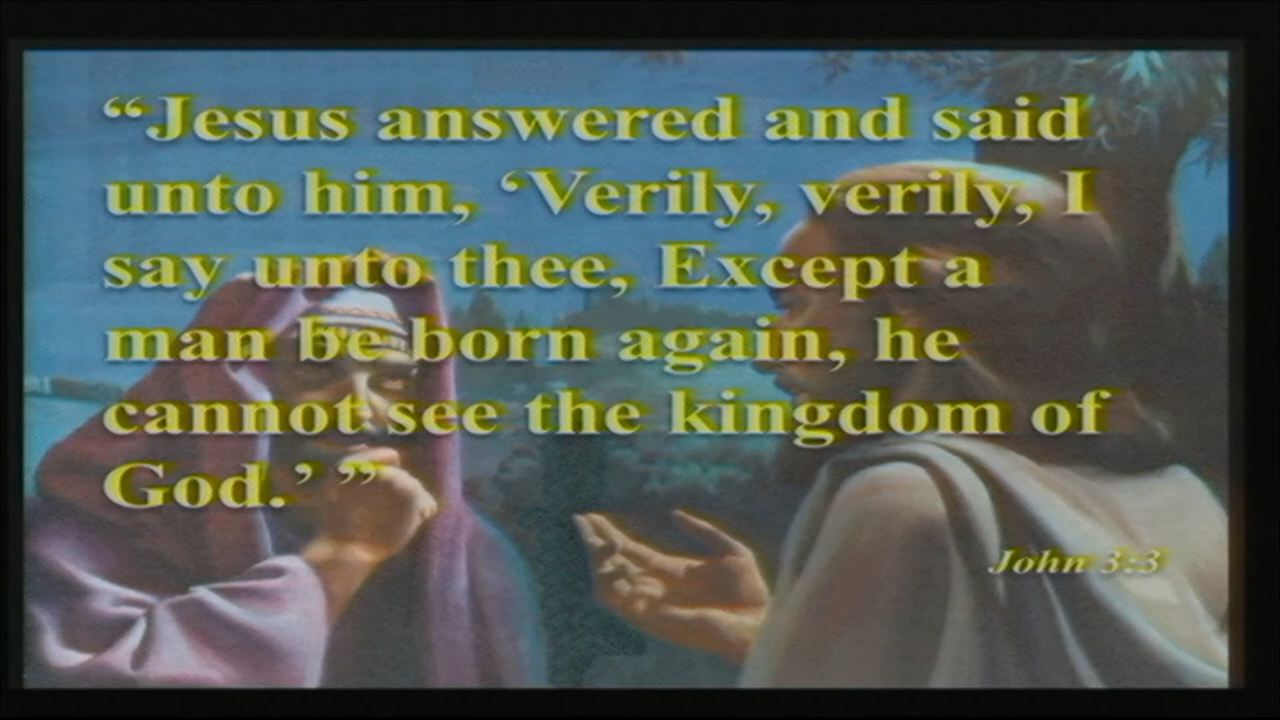 “Jesus answered and said
unto him, ‘Verily, verily, I
say unto thee, Except a
man be born again, he
cannot see the kingdom of
God.’ ”
John 3:3